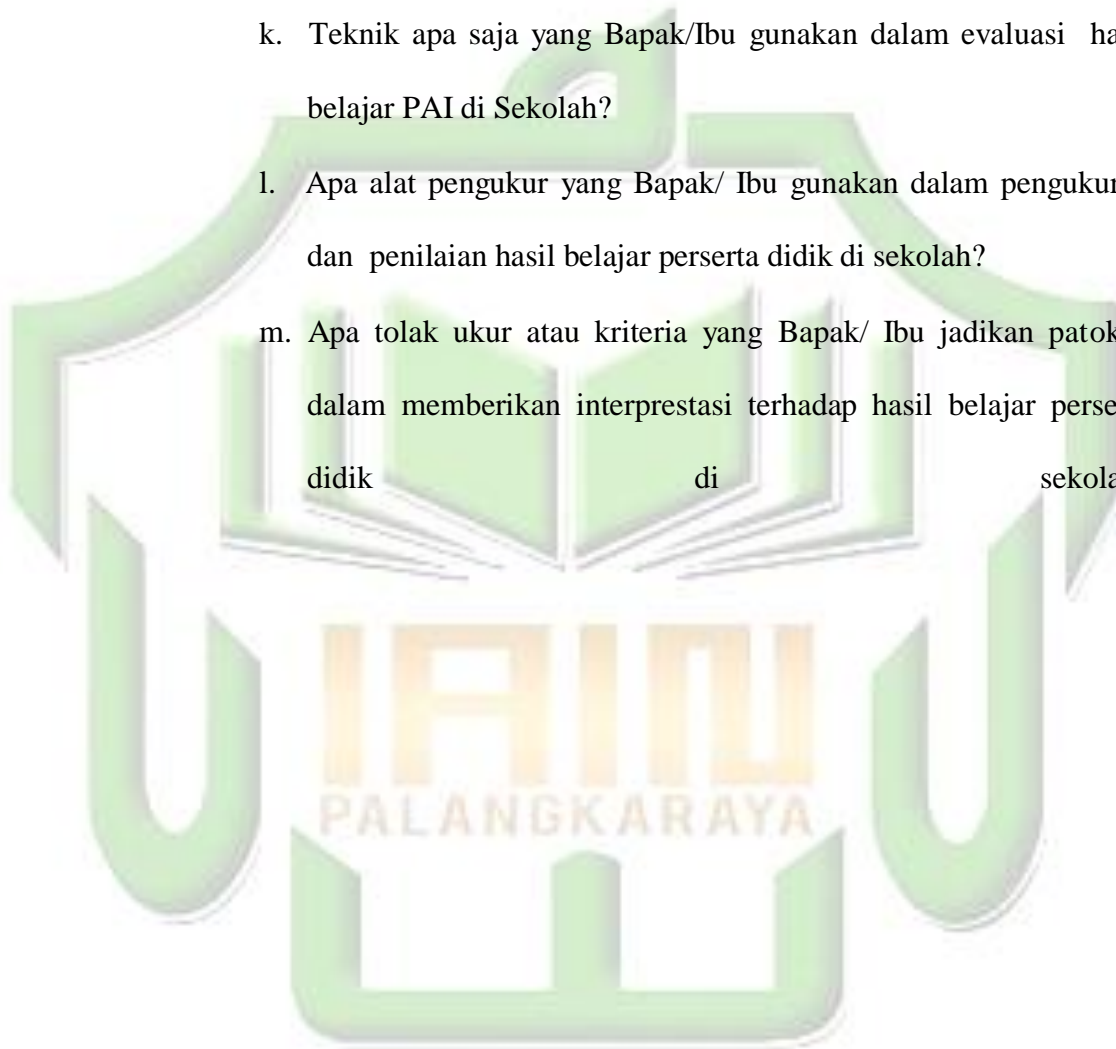 k. Teknik apa saja yang Bapak/Ibu gunakan dalam evaluasi ha
belajar PAI di Sekolah?
l. Apa alat pengukur yang Bapak/ Ibu gunakan dalam pengukur
dan penilaian hasil belajar perserta didik di sekolah?
m. Apa tolak ukur atau kriteria yang Bapak/ Ibu jadikan patok
dalam memberikan interprestasi terhadap hasil belajar perse
didik di sekola
IAIN
PALANGKARAYA